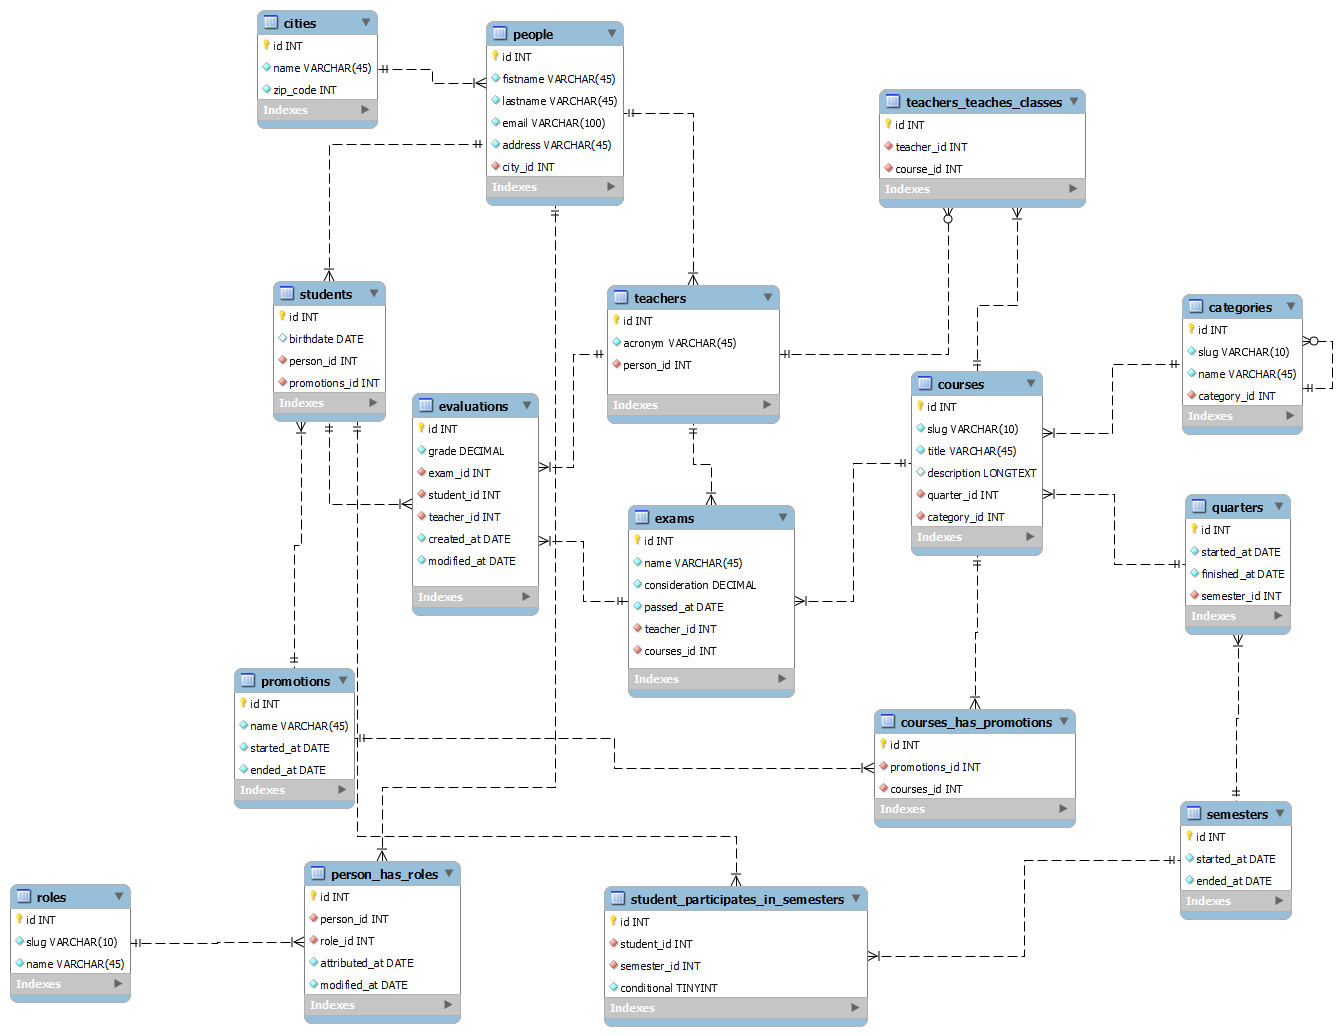 cities
id INT
name VARCHAR(45)
zip_code INT
Indexes
people
id INT
fistname VARCHAR(45)
lastname VARCHAR(45)
email VARCHAR(100)
address VARCHAR(45)
city_id INT
Indexes
teachers_teaches_classes
id INT
teacher_id INT
course_id INT
Indexes
students
id INT
birthdate DATE
person_id INT
promotions_id INT
Indexes
teachers
id INT
acronym VARCHAR(45)
person_id INT
Indexes
categories
id INT
slug VARCHAR(10)
name VARCHAR(45)
category_id INT
Indexes
evaluations
id INT
grade DECIMAL
exam_id INT
student_id INT
teacher_id INT
created_at DATE
modified_at DATE
Indexes
courses
id INT
slug VARCHAR(10)
title VARCHAR(45)
description LONGTEXT
quarter_id INT
category_id INT
Indexes
exams
id INT
name VARCHAR(45)
consideration DECIMAL
passed_at DATE
teacher_id INT
courses_id INT
Indexes
quarters
id INT
started_at DATE
finished_at DATE
semester_id INT
Indexes
promotions
id INT
name VARCHAR(45)
started_at DATE
ended_at DATE
Indexes
courses_has_promotions
id INT
promotions_id INT
courses_id INT
Indexes
semesters
id INT
started_at DATE
ended_at DATE
Indexes
roles
id INT
slug VARCHAR(10)
name VARCHAR(45)
Indexes
person_has_roles
id INT
person_id INT
role_id INT
attributed_at DATE
modified_at DATE
Indexes
student_participates_in_semesters
id INT
student_id INT
semester_id INT
conditional TINYINT
Indexes